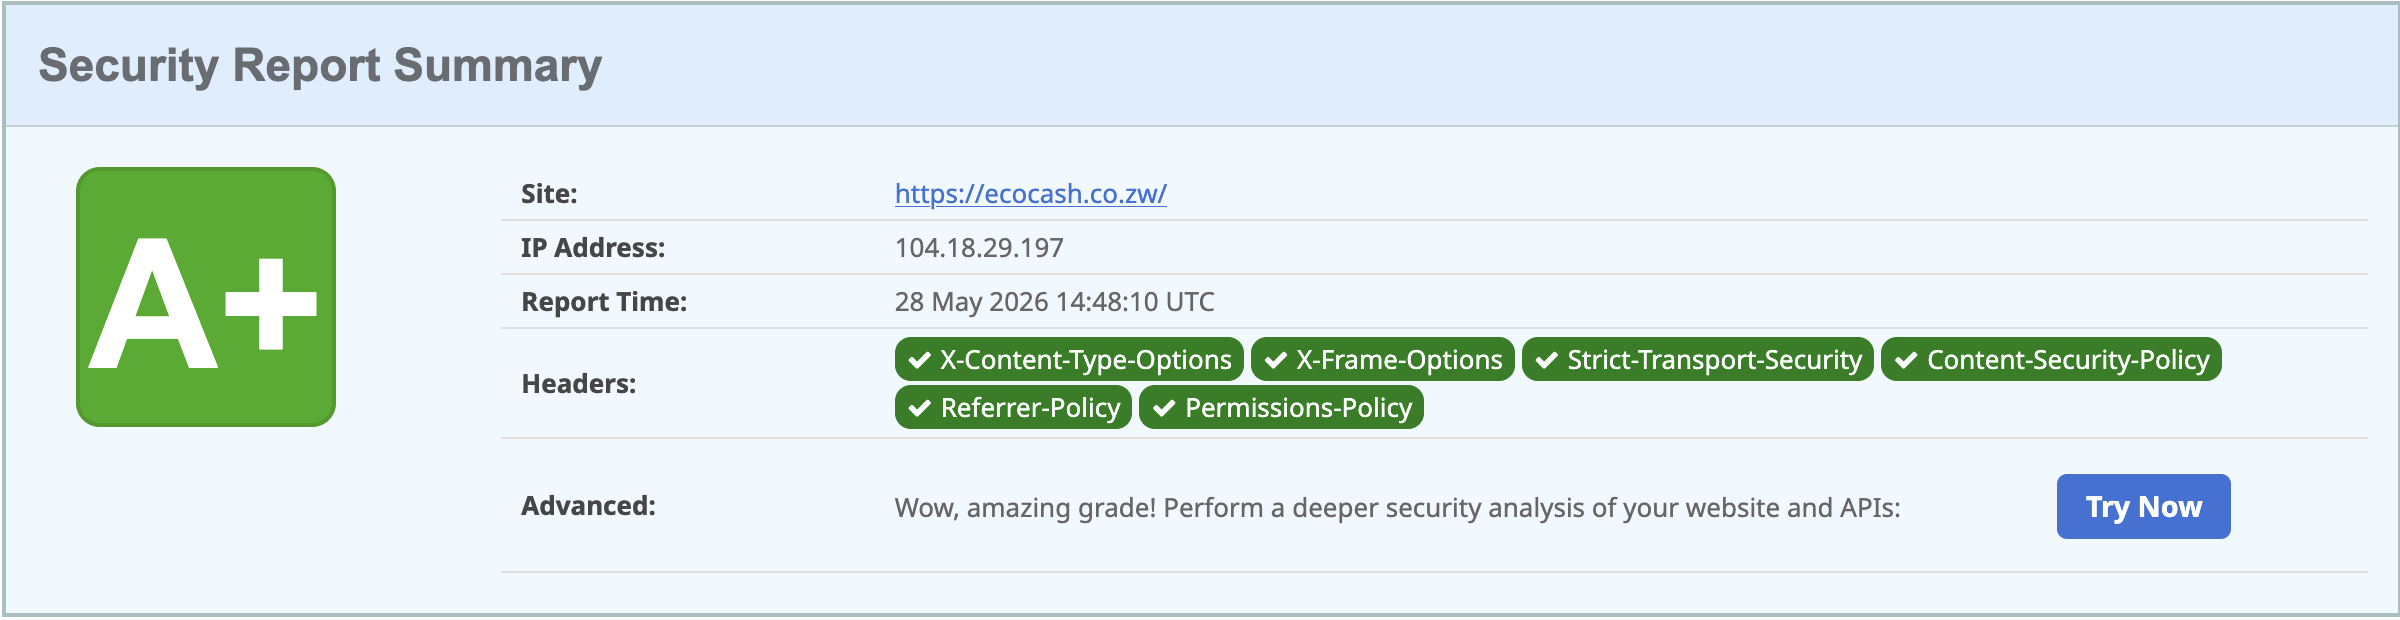 Security Report Summary
A+
Site: https://ecocash.co.zw/
IP Address: 104.18.29.197
Report Time: 28 May 2026 14:48:10 UTC
Headers: X-Content-Type-Options X-Frame-Options Strict-Transport-Security Content-Security-Policy
Referrer-Policy Permissions-Policy
Advanced: Wow, amazing grade! Perform a deeper security analysis of your website and APIs: Try Now